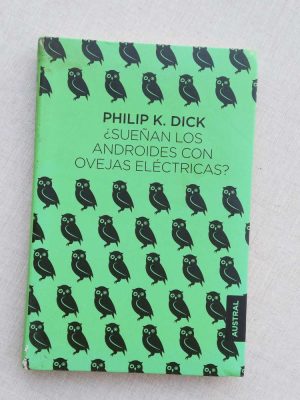 PHILIP K. DICK
¿SUEÑAN LOS
ANDROIDES CON
OVEJAS ELÉCTRICAS?
AUSTRAL